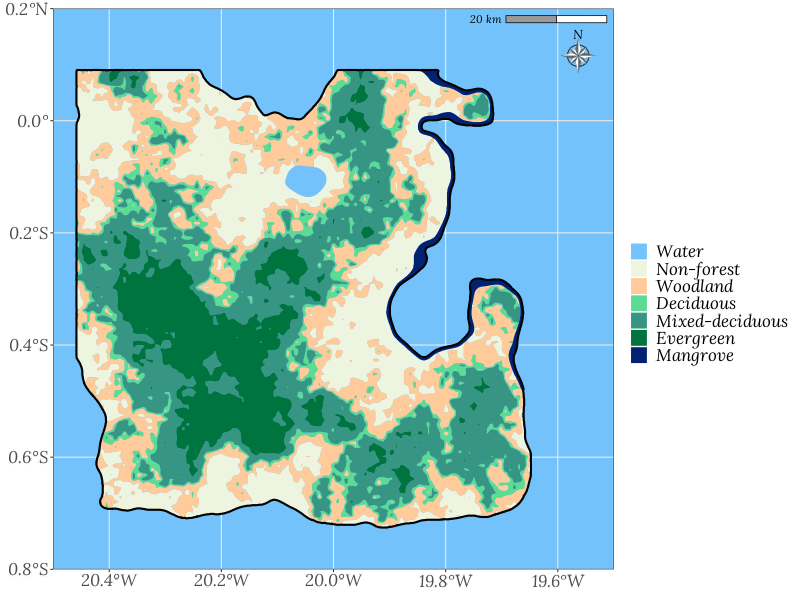 0.2°N
20 km
N
0.0°
0.2°S
0.4°S
0.6°S
0.8°S
20.4°W
20.2°W
20.0°W
19.8°W
19.6°W
Water
Non-forest
Woodland
Deciduous
Mixed-deciduous
Evergreen
Mangrove